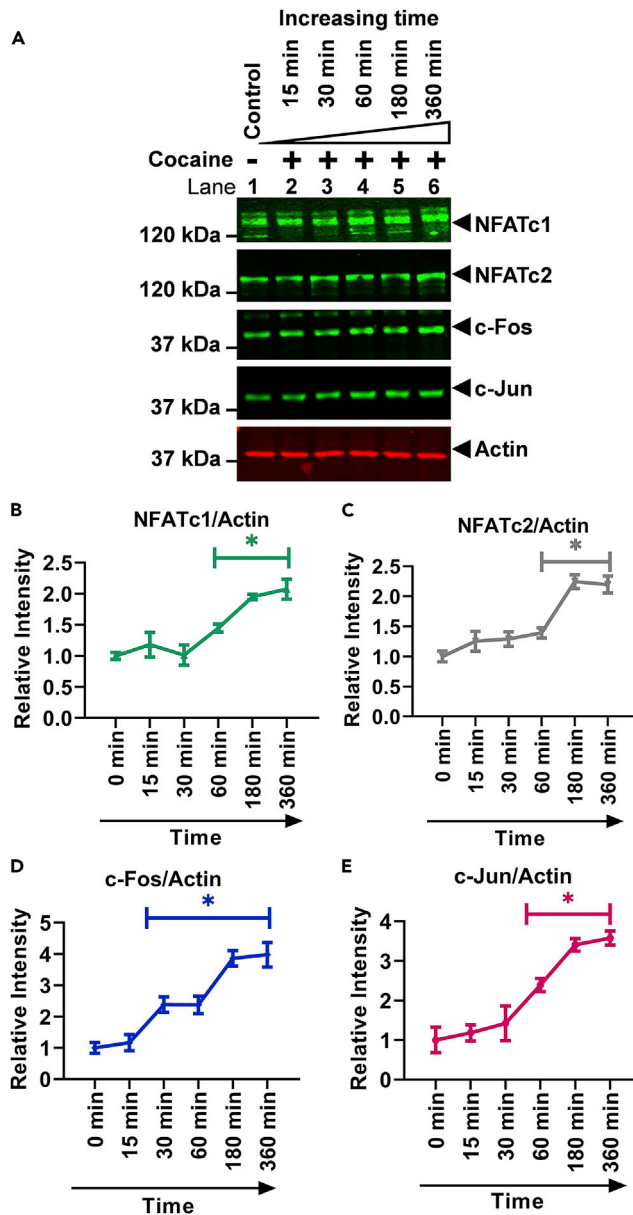 A
Increasing time
Control
15 min
30 min
60 min
180 min
360 min
Cocaine - + + + + +
Lane 1 2 3 4 5 6
120 kDa
NFATc1
120 kDa
NFATc2
37 kDa
c-Fos
37 kDa
c-Jun
37 kDa
Actin
B
NFATc1/Actin
*
Relative Intensity
2.5
2.0
1.5
1.0
0.5
0.0
0 min
15 min
30 min
60 min
180 min
360 min
Time
C
NFATc2/Actin
*
Relative Intensity
2.5
2.0
1.5
1.0
0.5
0.0
0 min
15 min
30 min
60 min
180 min
360 min
Time
D
c-Fos/Actin
*
Relative Intensity
5
4
3
2
1
0
0 min
15 min
30 min
60 min
180 min
360 min
Time
E
c-Jun/Actin
*
Relative Intensity
4
3
2
1
0
0 min
15 min
30 min
60 min
180 min
360 min
Time